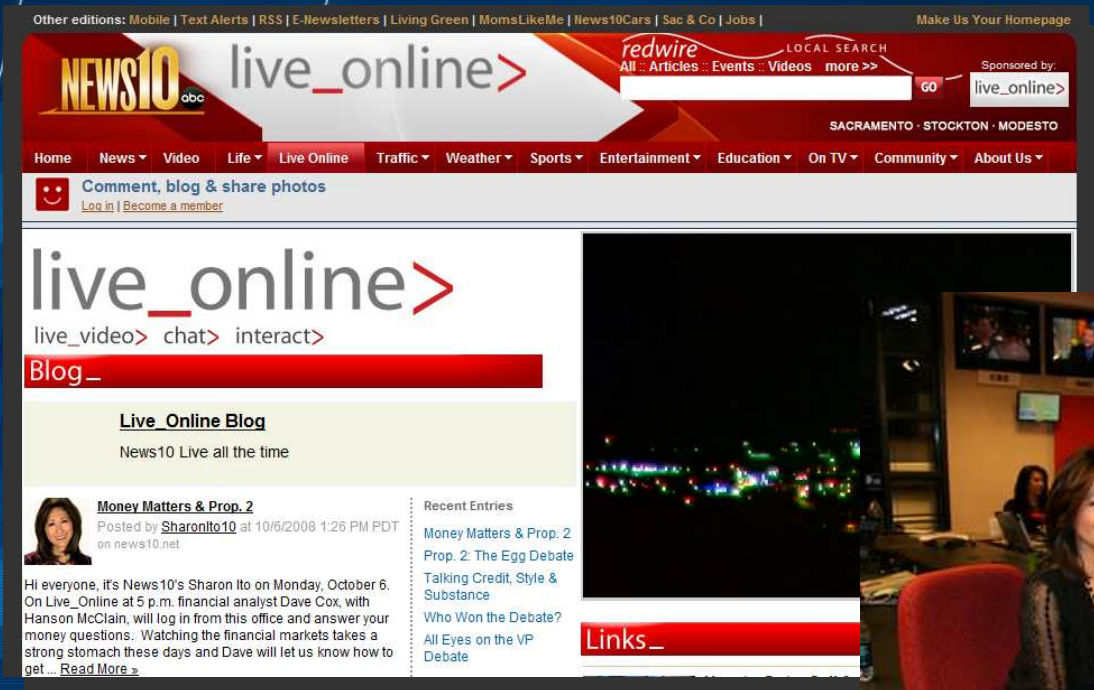 Other editions: Mobile | Text Alerts | RSS | E-Newsletters | Living Green | MomsLikeMe | News10Cars | Sac & Co | Jobs |
Make Us Your Homepage
NEWS10 abc
live_online>
redwire LOCAL SEARCH
All :: Articles :: Events :: Videos more >>
GO
Sponsored by:
live_online>
SACRAMENTO · STOCKTON · MODESTO
Home News Video Life Live Online Traffic Weather Sports Entertainment Education On TV Community About Us
Comment, blog & share photos
Log in | Become a member
live_online>
live_video> chat> interact>
Blog_
Live_Online Blog
News10 Live all the time
Money Matters & Prop. 2
Posted by SharonIto10 at 10/6/2008 1:26 PM PDT
on news10.net
Hi everyone, it's News10's Sharon Ito on Monday, October 6.
On Live_Online at 5 p.m. financial analyst Dave Cox, with
Hanson McClain, will log in from this office and answer your
money questions. Watching the financial markets takes a
strong stomach these days and Dave will let us know how to
get ... Read More »
Recent Entries
Money Matters & Prop. 2
Prop. 2: The Egg Debate
Talking Credit, Style &
Substance
Who Won the Debate?
All Eyes on the VP
Debate
Links_